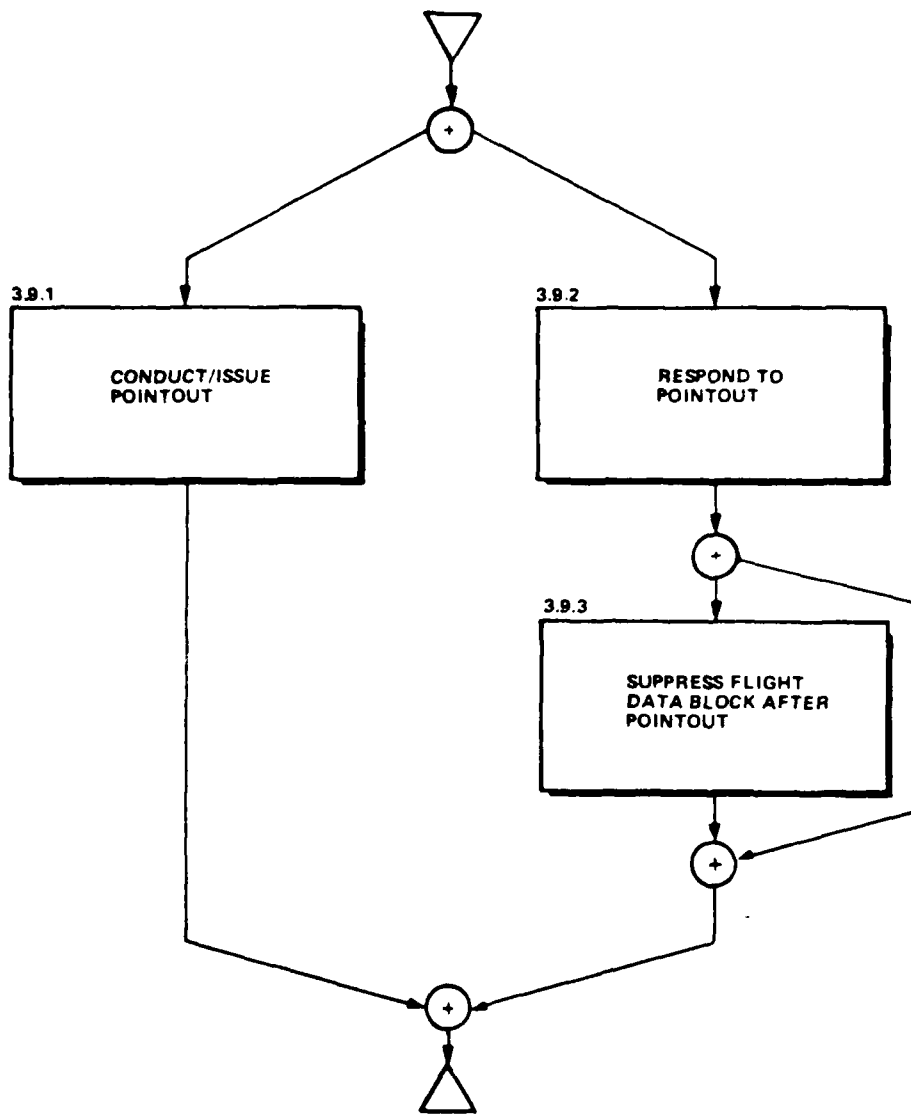 +
3.9.1
CONDUCT/ISSUE
POINTOUT
3.9.2
RESPOND TO
POINTOUT
+
3.9.3
SUPPRESS FLIGHT
DATA BLOCK AFTER
POINTOUT
+
+